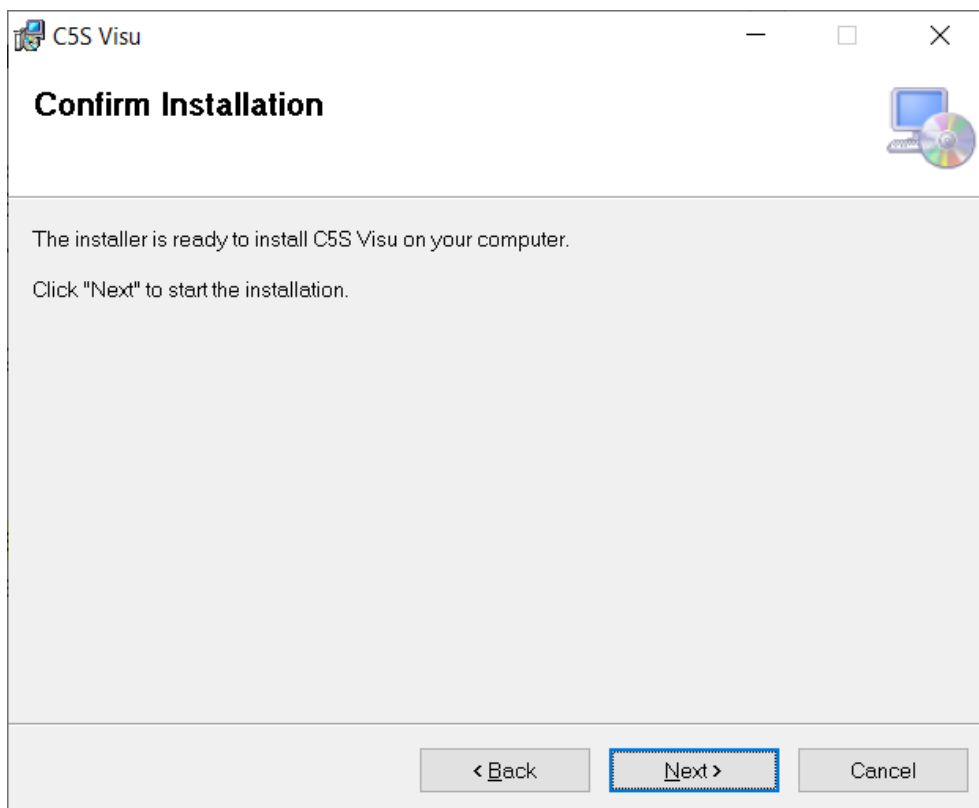 C5S Visu
Confirm Installation
The installer is ready to install C5S Visu on your computer.
Click "Next" to start the installation.
< Back
Next >
Cancel